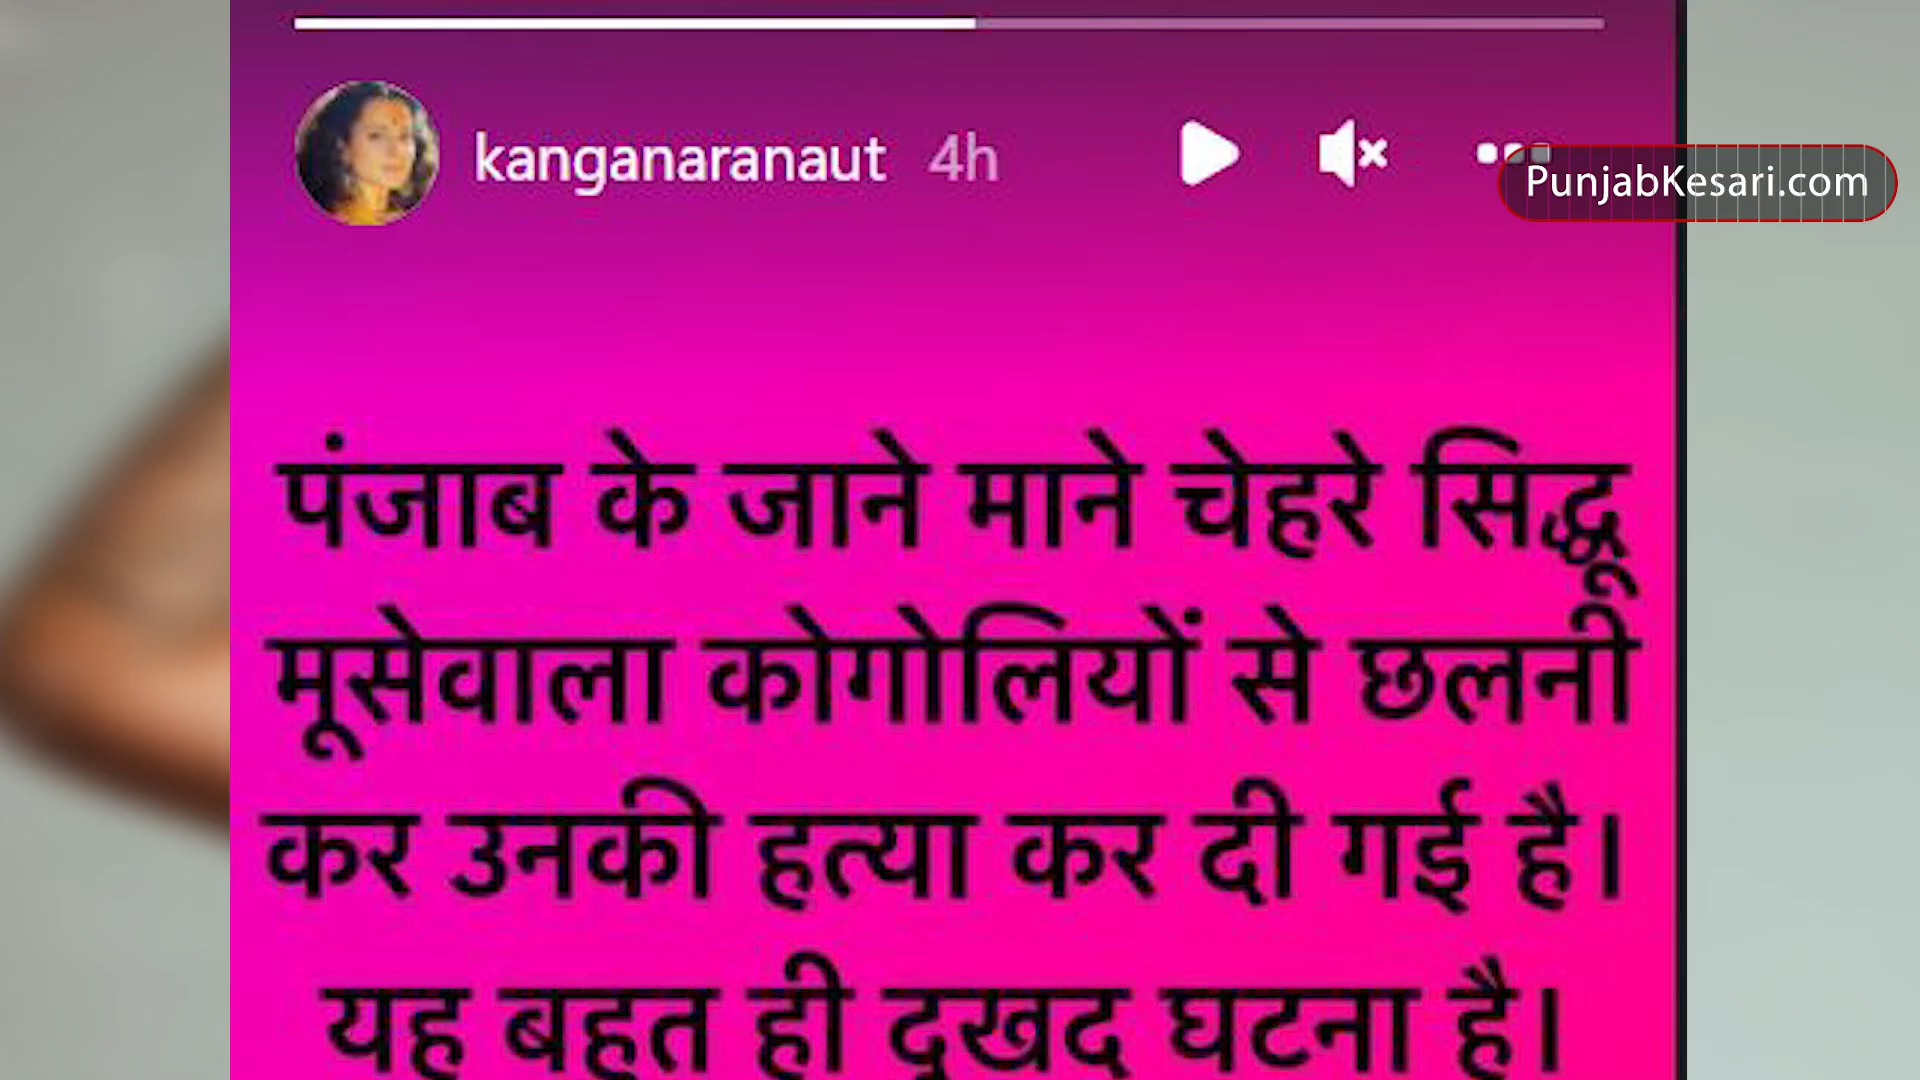 kanganaranaut 4h
PunjabKesari.com
पंजाब के जाने माने चेहरे सिद्धू
मूसेवाला कोगोलियों से छलनी
कर उनकी हत्या कर दी गई है।
यह बहुत ही दुखद घटना है।